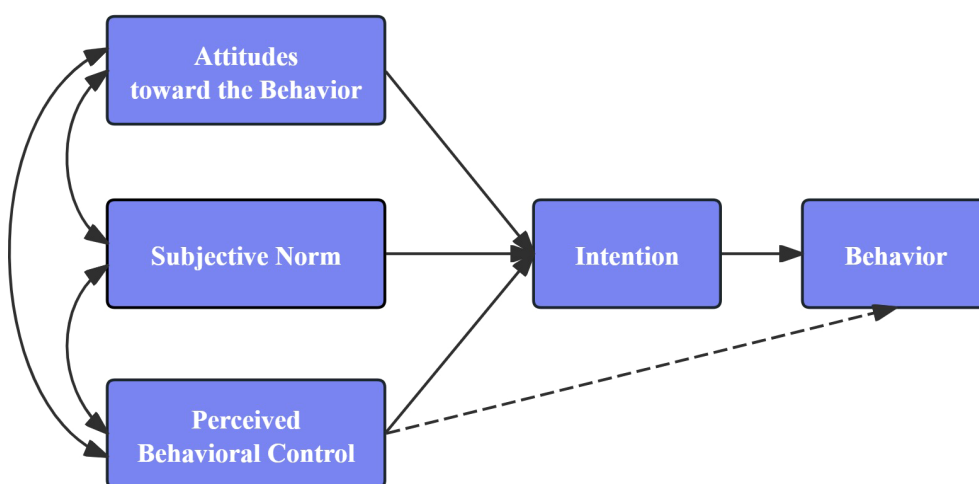 Attitudes
toward the Behavior
Subjective Norm
Intention
Behavior
Perceived
Behavioral Control